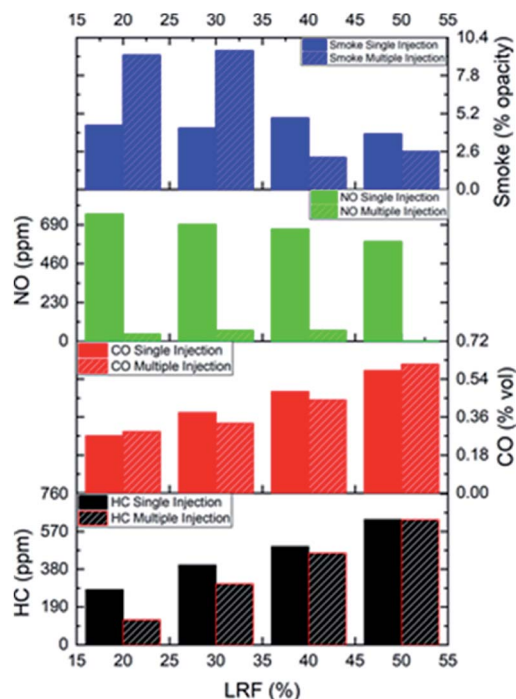 15 20 25 30 35 40 45 50 55
Smoke Single Injection
Smoke Multiple Injection
10.4
7.8
5.2
2.6
0.0
Smoke (% opacity)
NO Single Injection
NO Multiple Injection
690
460
230
0
NO (ppm)
CO Single Injection
CO Multiple Injection
0.72
0.54
0.36
0.18
0.00
CO (% vol)
HC Single Injection
HC Multiple Injection
760
570
380
190
0
HC (ppm)
15 20 25 30 35 40 45 50 55
LRF (%)